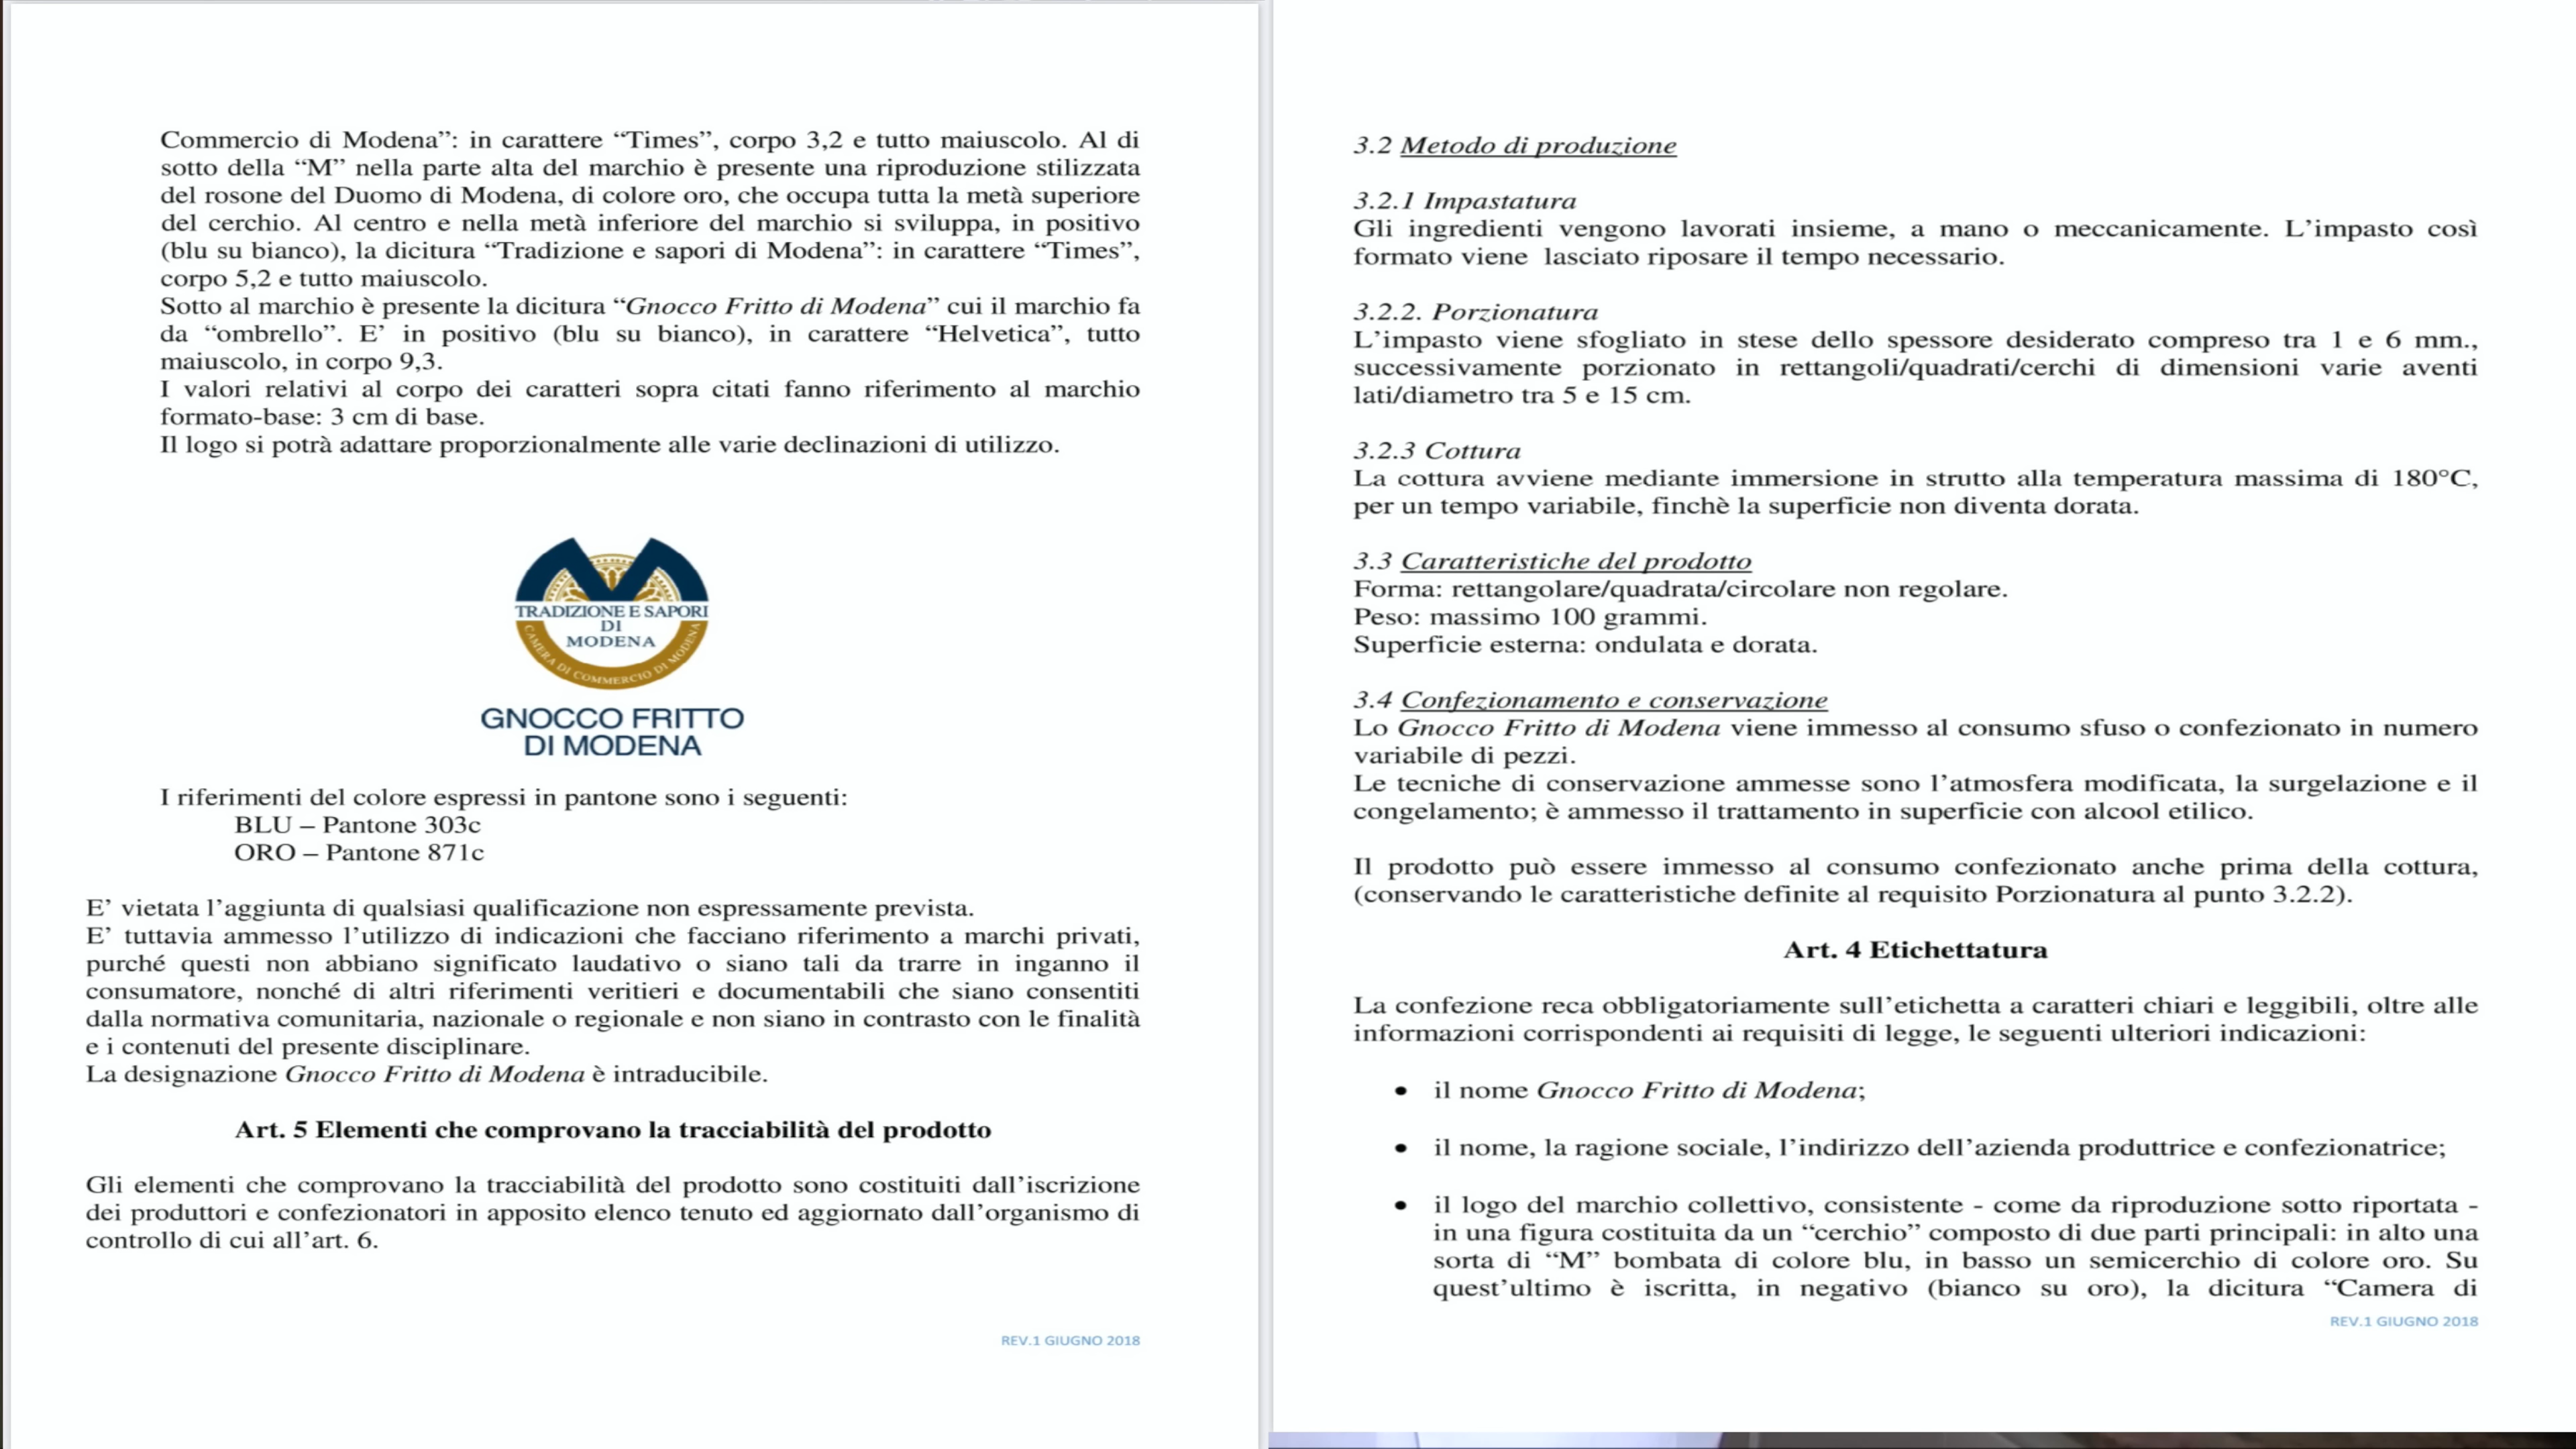 Commercio di Modena”: in carattere “Times”, corpo 3,2 e tutto maiuscolo. Al di
sotto della “M” nella parte alta del marchio è presente una riproduzione stilizzata
del rosone del Duomo di Modena, di colore oro, che occupa tutta la metà superiore
del cerchio. Al centro e nella metà inferiore del marchio si sviluppa, in positivo
(blu su bianco), la dicitura “Tradizione e sapori di Modena”: in carattere “Times”,
corpo 5,2 e tutto maiuscolo.
Sotto al marchio è presente la dicitura “Gnocco Fritto di Modena” cui il marchio fa
da “ombrello”. E’ in positivo (blu su bianco), in carattere “Helvetica”, tutto
maiuscolo, in corpo 9,3.
I valori relativi al corpo dei caratteri sopra citati fanno riferimento al marchio
formato-base: 3 cm di base.
Il logo si potrà adattare proporzionalmente alle varie declinazioni di utilizzo.
TRADIZIONE E SAPORI
DI
MODENA
CAMERA DI COMMERCIO DI MODENA
GNOCCO FRITTO
DI MODENA
I riferimenti del colore espressi in pantone sono i seguenti:
BLU – Pantone 303c
ORO – Pantone 871c
E’ vietata l’aggiunta di qualsiasi qualificazione non espressamente prevista.
E’ tuttavia ammesso l’utilizzo di indicazioni che facciano riferimento a marchi privati,
purché questi non abbiano significato laudativo o siano tali da trarre in inganno il
consumatore, nonché di altri riferimenti veritieri e documentabili che siano consentiti
dalla normativa comunitaria, nazionale o regionale e non siano in contrasto con le finalità
e i contenuti del presente disciplinare.
La designazione Gnocco Fritto di Modena è intraducibile.
Art. 5 Elementi che comprovano la tracciabilità del prodotto
Gli elementi che comprovano la tracciabilità del prodotto sono costituiti dall’iscrizione
dei produttori e confezionatori in apposito elenco tenuto ed aggiornato dall’organismo di
controllo di cui all’art. 6.
REV.1 GIUGNO 2018
3.2 Metodo di produzione
3.2.1 Impastatura
Gli ingredienti vengono lavorati insieme, a mano o meccanicamente. L’impasto così
formato viene lasciato riposare il tempo necessario.
3.2.2. Porzionatura
L’impasto viene sfogliato in stese dello spessore desiderato compreso tra 1 e 6 mm.,
successivamente porzionato in rettangoli/quadrati/cerchi di dimensioni varie aventi
lati/diametro tra 5 e 15 cm.
3.2.3 Cottura
La cottura avviene mediante immersione in strutto alla temperatura massima di 180°C,
per un tempo variabile, finchè la superficie non diventa dorata.
3.3 Caratteristiche del prodotto
Forma: rettangolare/quadrata/circolare non regolare.
Peso: massimo 100 grammi.
Superficie esterna: ondulata e dorata.
3.4 Confezionamento e conservazione
Lo Gnocco Fritto di Modena viene immesso al consumo sfuso o confezionato in numero
variabile di pezzi.
Le tecniche di conservazione ammesse sono l’atmosfera modificata, la surgelazione e il
congelamento; è ammesso il trattamento in superficie con alcool etilico.
Il prodotto può essere immesso al consumo confezionato anche prima della cottura,
(conservando le caratteristiche definite al requisito Porzionatura al punto 3.2.2).
Art. 4 Etichettatura
La confezione reca obbligatoriamente sull’etichetta a caratteri chiari e leggibili, oltre alle
informazioni corrispondenti ai requisiti di legge, le seguenti ulteriori indicazioni:
• il nome Gnocco Fritto di Modena;
• il nome, la ragione sociale, l’indirizzo dell’azienda produttrice e confezionatrice;
• il logo del marchio collettivo, consistente - come da riproduzione sotto riportata -
in una figura costituita da un “cerchio” composto di due parti principali: in alto una
sorta di “M” bombata di colore blu, in basso un semicerchio di colore oro. Su
quest’ultimo è iscritta, in negativo (bianco su oro), la dicitura “Camera di
REV.1 GIUGNO 2018